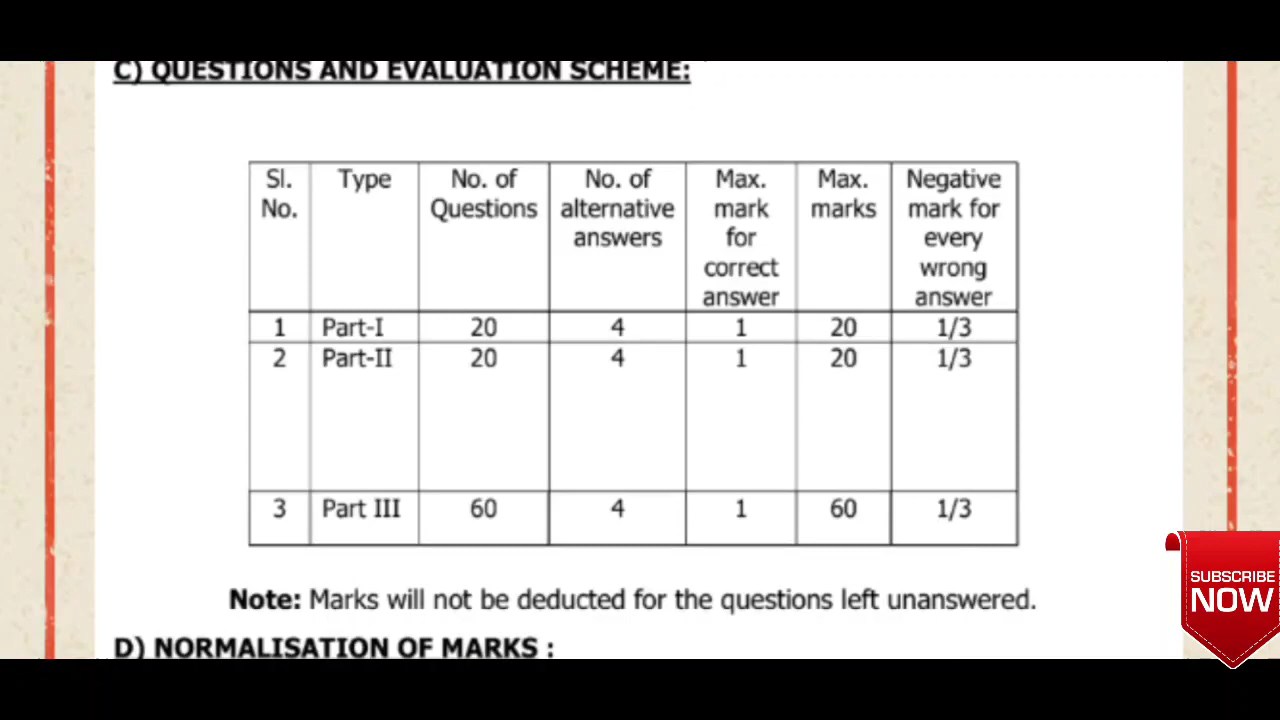 C) QUESTIONS AND EVALUATION SCHEME:
Sl. No. Type No. of Questions No. of alternative answers Max. mark for correct answer Max. marks Negative mark for every wrong answer
1 Part-I 20 4 1 20 1/3
2 Part-II 20 4 1 20 1/3
3 Part III 60 4 1 60 1/3
Note: Marks will not be deducted for the questions left unanswered.
D) NORMALISATION OF MARKS :
SUBSCRIBE
NOW